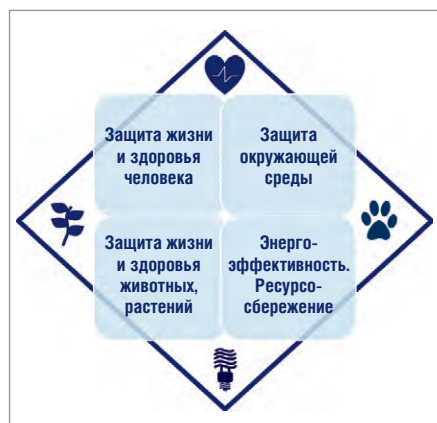 Защита жизни
и здоровья
человека
Защита
окружающей
среды
Защита жизни
и здоровья
животных,
растений
Энерго-
эффективность.
Ресурсо-
сбережение